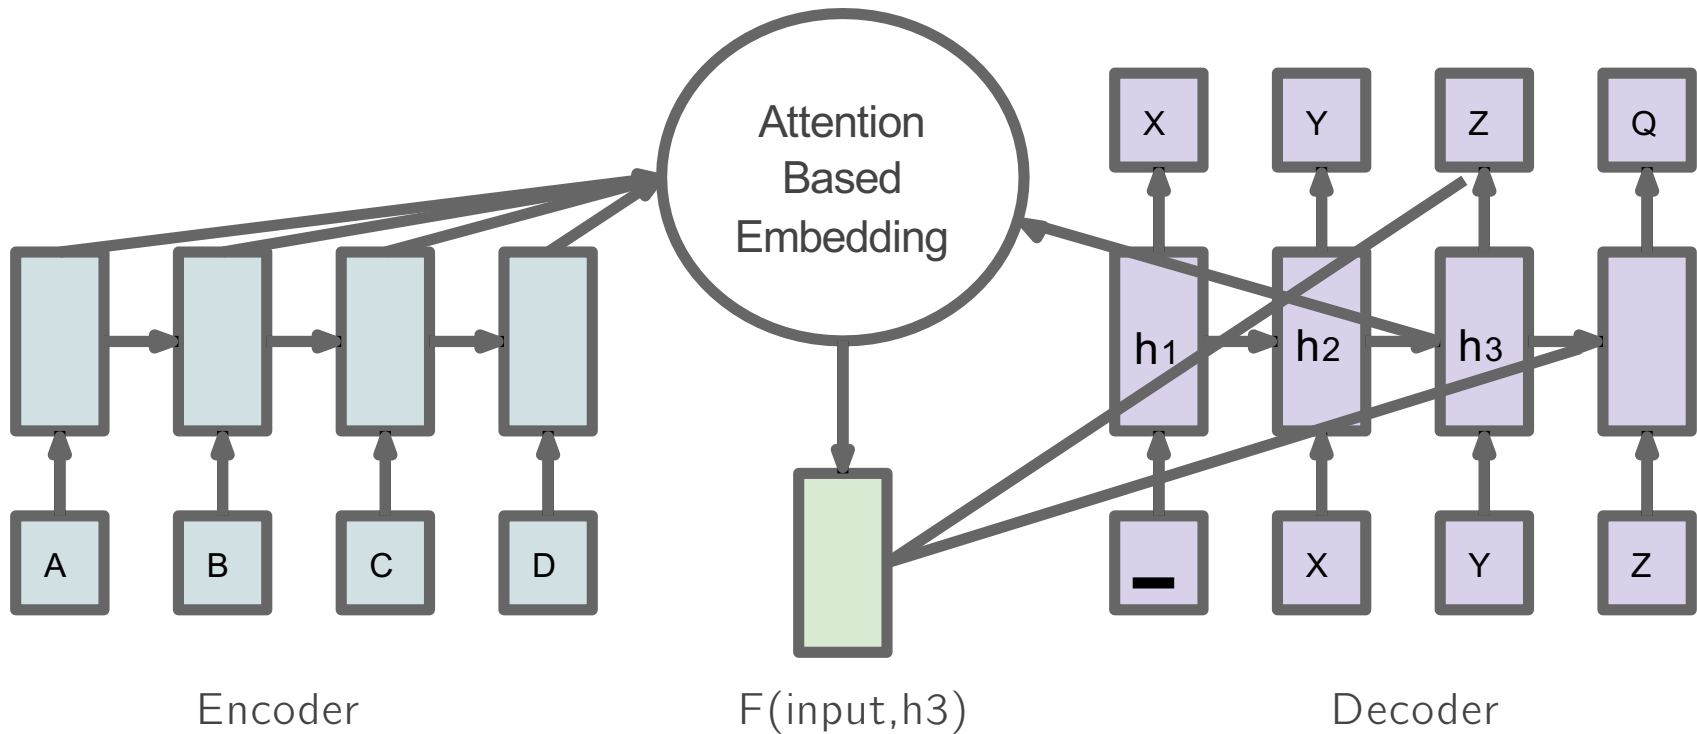 Attention
Based
Embedding
X Y Z Q
h1 h2 h3
A B C D
_ X Y Z
Encoder
F(input,h3)
Decoder